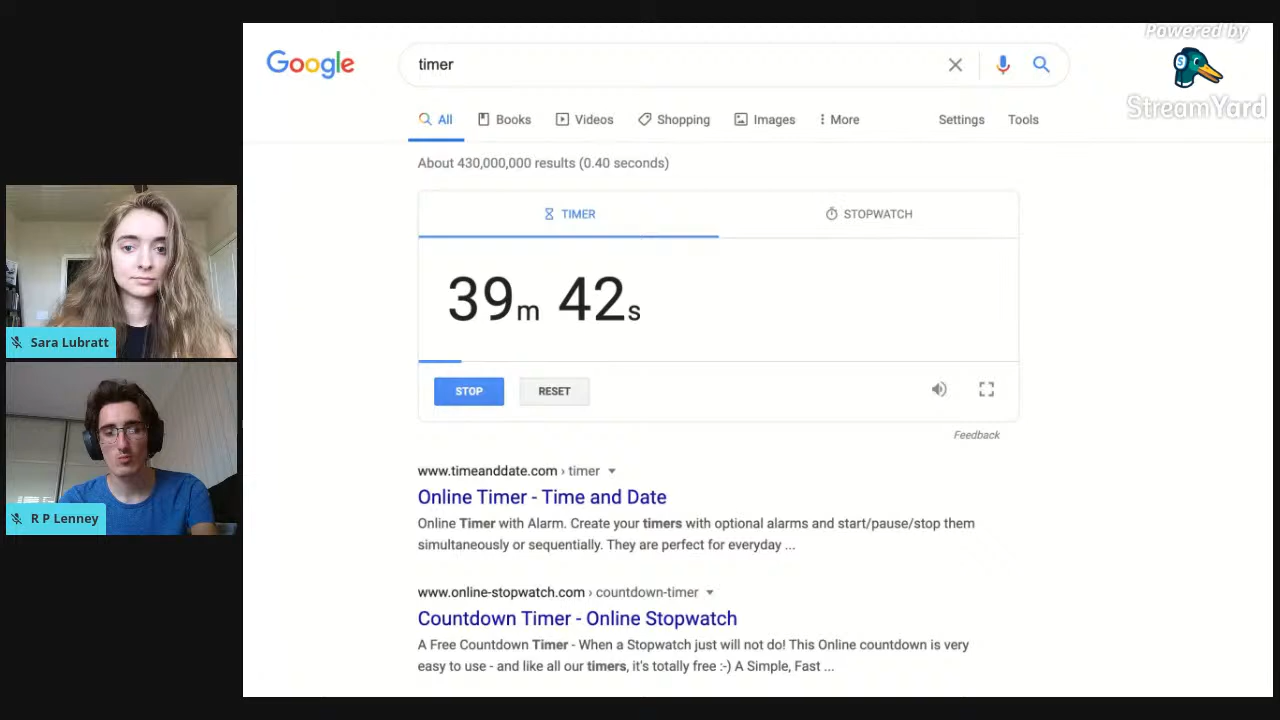 Powered by
StreamYard
Google
timer
All Books Videos Shopping Images More Settings Tools
About 430,000,000 results (0.40 seconds)
TIMER STOPWATCH
39m 42s
STOP RESET
Feedback
www.timeanddate.com › timer
Online Timer - Time and Date
Online Timer with Alarm. Create your timers with optional alarms and start/pause/stop them
simultaneously or sequentially. They are perfect for everyday ...
www.online-stopwatch.com › countdown-timer
Countdown Timer - Online Stopwatch
A Free Countdown Timer - When a Stopwatch just will not do! This Online countdown is very
easy to use - and like all our timers, it's totally free :-) A Simple, Fast ...
Sara Lubratt
R P Lenney